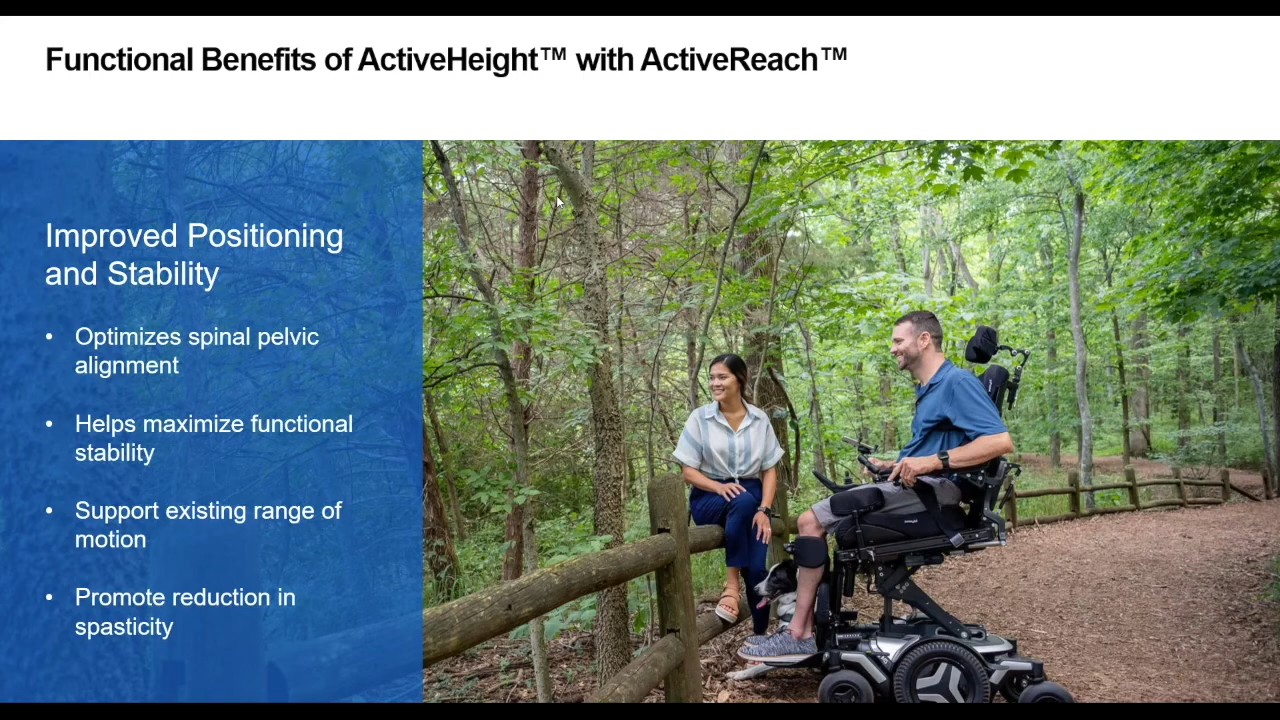 Functional Benefits of ActiveHeight™ with ActiveReach™
Improved Positioning
and Stability
• Optimizes spinal pelvic
alignment
• Helps maximize functional
stability
• Support existing range of
motion
• Promote reduction in
spasticity